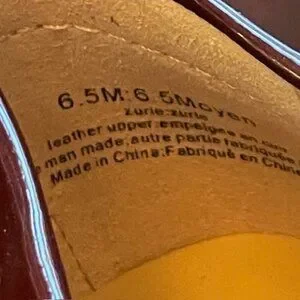 6.5M:6.5Moyen
zurie:zurie
leather upper:empeigne en cuir
man made;autre partie fabriquée
Made in China:Fabriqué en Chine